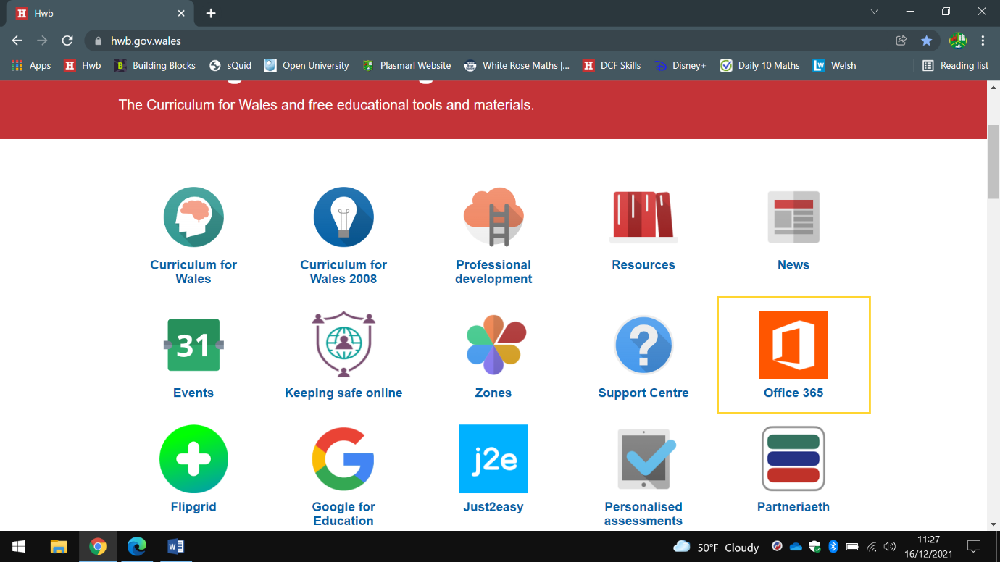 Hwb
hwb.gov.wales
Apps Hwb Building Blocks sQuid Open University Plasmarl Website White Rose Maths |... DCF Skills Disney+ Daily 10 Maths Welsh Reading list
The Curriculum for Wales and free educational tools and materials.
Curriculum for Wales
Curriculum for Wales 2008
Professional development
Resources
News
31
Events
Keeping safe online
Zones
Support Centre
Office 365
Flipgrid
Google for Education
j2e
Just2easy
Personalised assessments
Partneriaeth
50°F Cloudy
11:27
16/12/2021